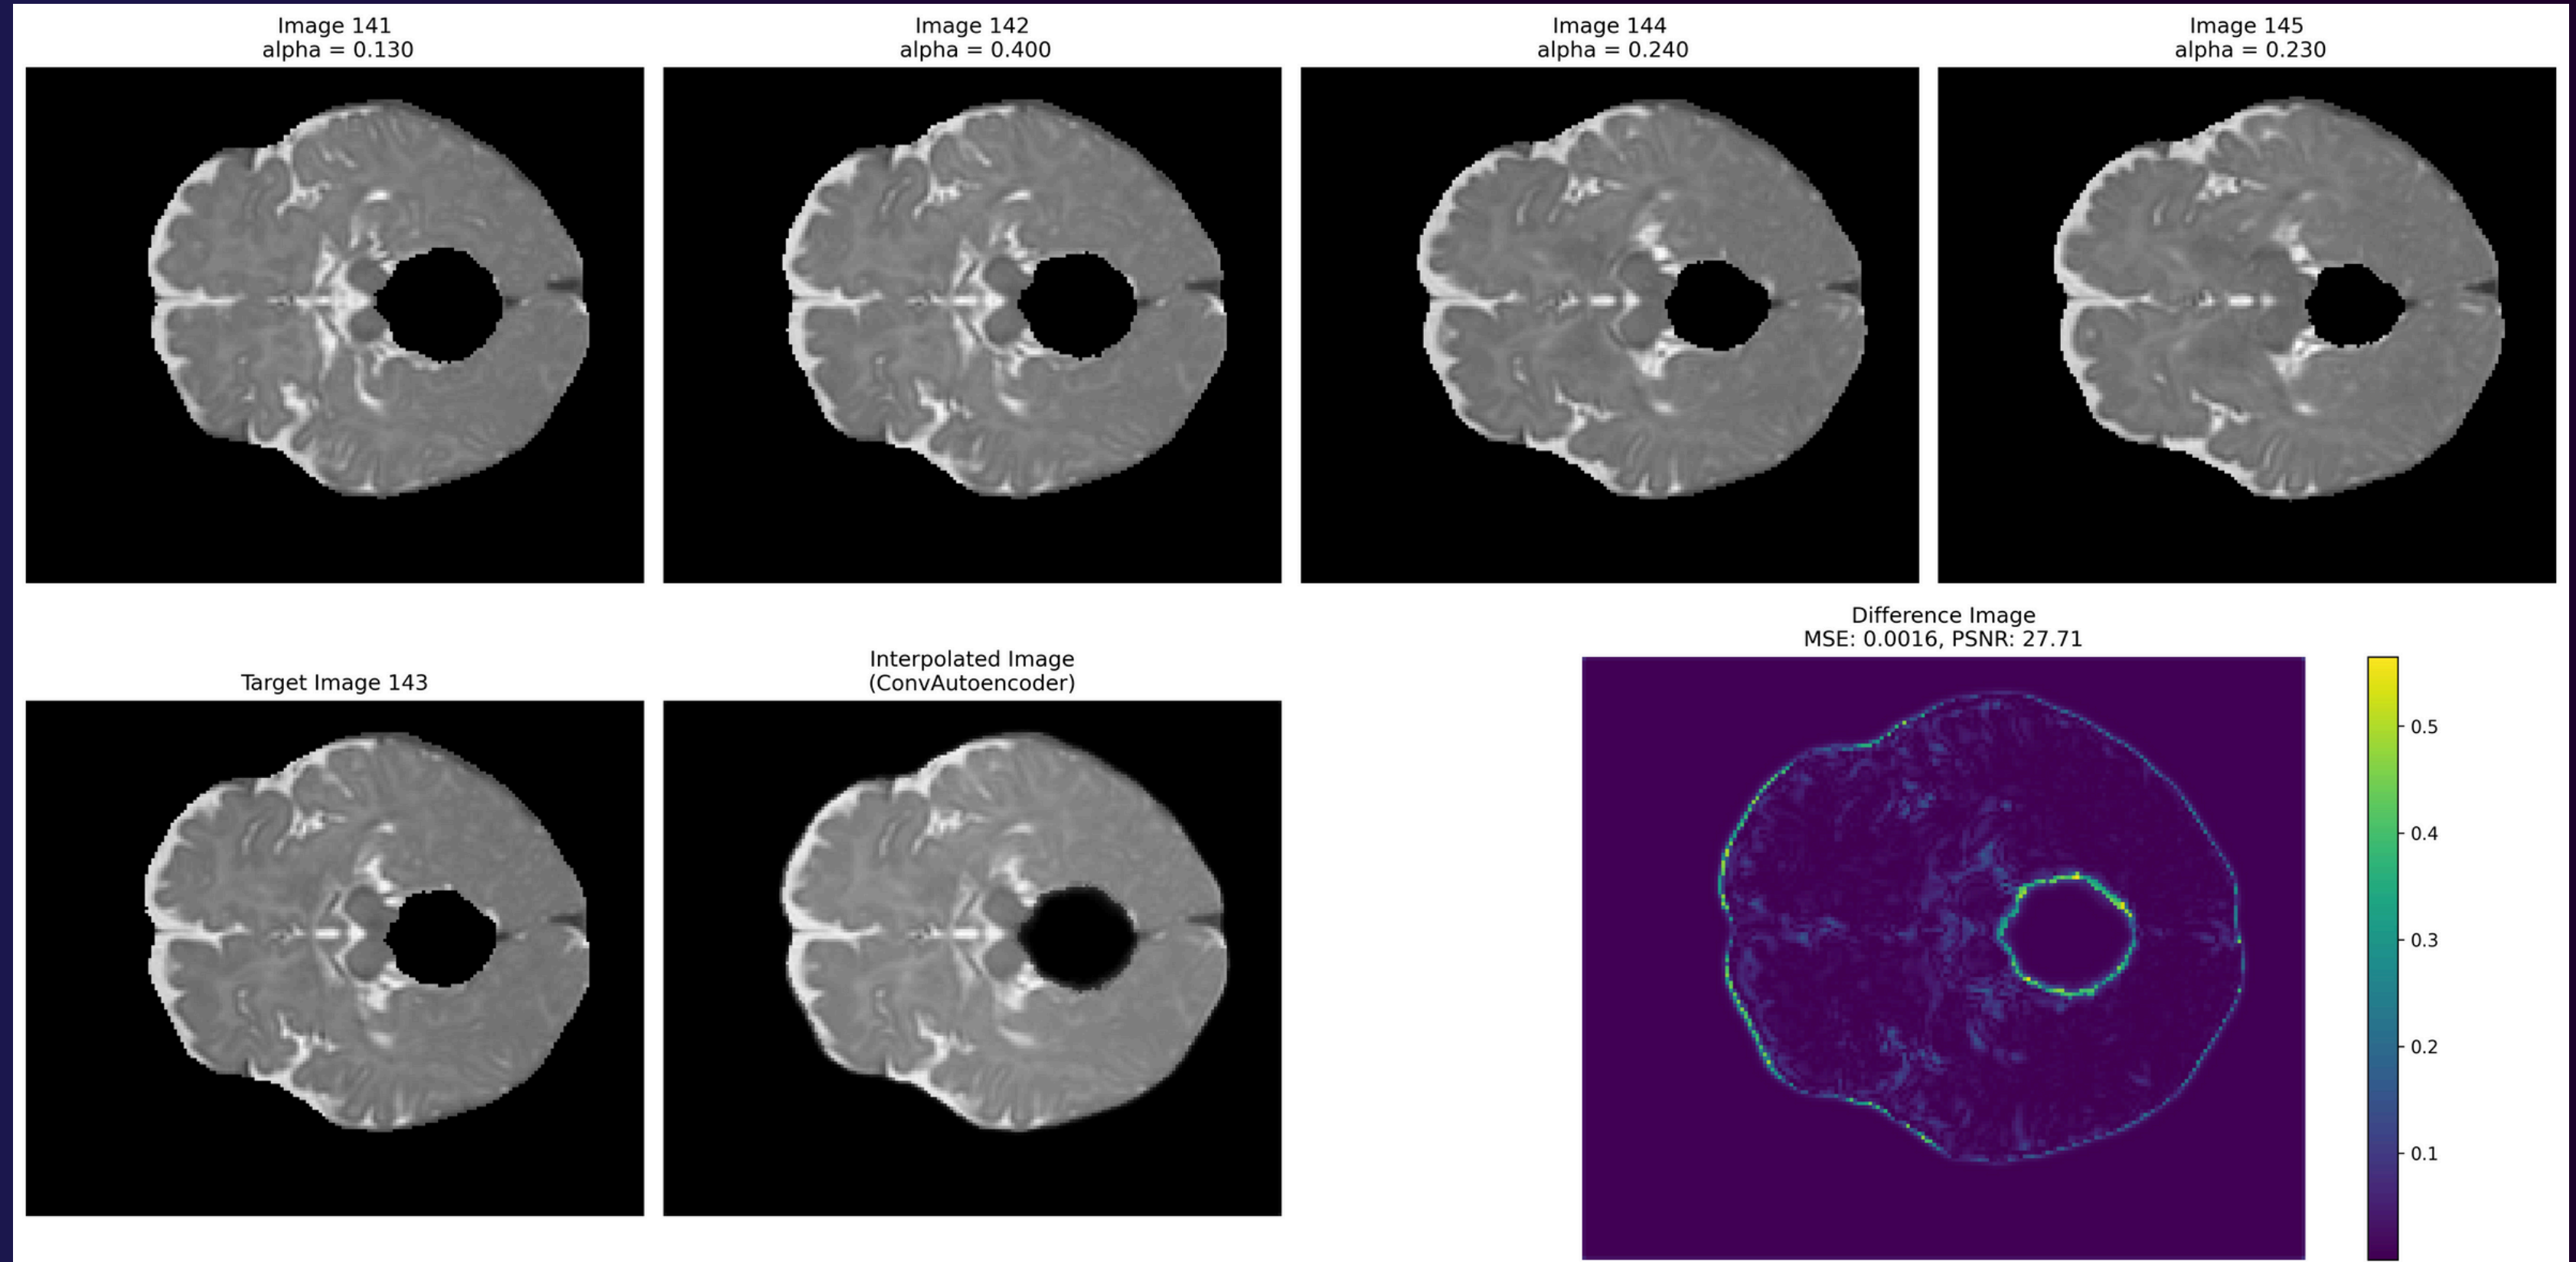 Image 141
alpha = 0.130
Image 142
alpha = 0.400
Image 144
alpha = 0.240
Image 145
alpha = 0.230
Target Image 143
Interpolated Image
(ConvAutoencoder)
Difference Image
MSE: 0.0016, PSNR: 27.71
0.5
0.4
0.3
0.2
0.1